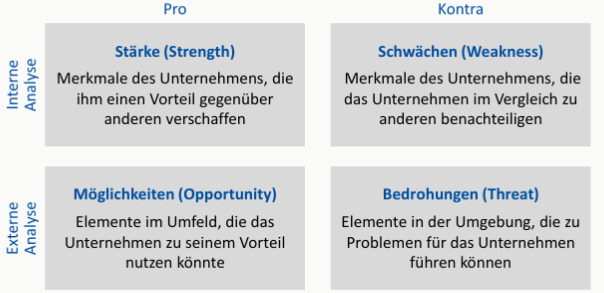 Pro
Kontra
Interne
Analyse
Stärke (Strength)
Merkmale des Unternehmens, die
ihm einen Vorteil gegenüber
anderen verschaffen
Schwächen (Weakness)
Merkmale des Unternehmens, die
das Unternehmen im Vergleich zu
anderen benachteiligen
Externe
Analyse
Möglichkeiten (Opportunity)
Elemente im Umfeld, die das
Unternehmen zu seinem Vorteil
nutzen könnte
Bedrohungen (Threat)
Elemente in der Umgebung, die zu
Problemen für das Unternehmen
führen können